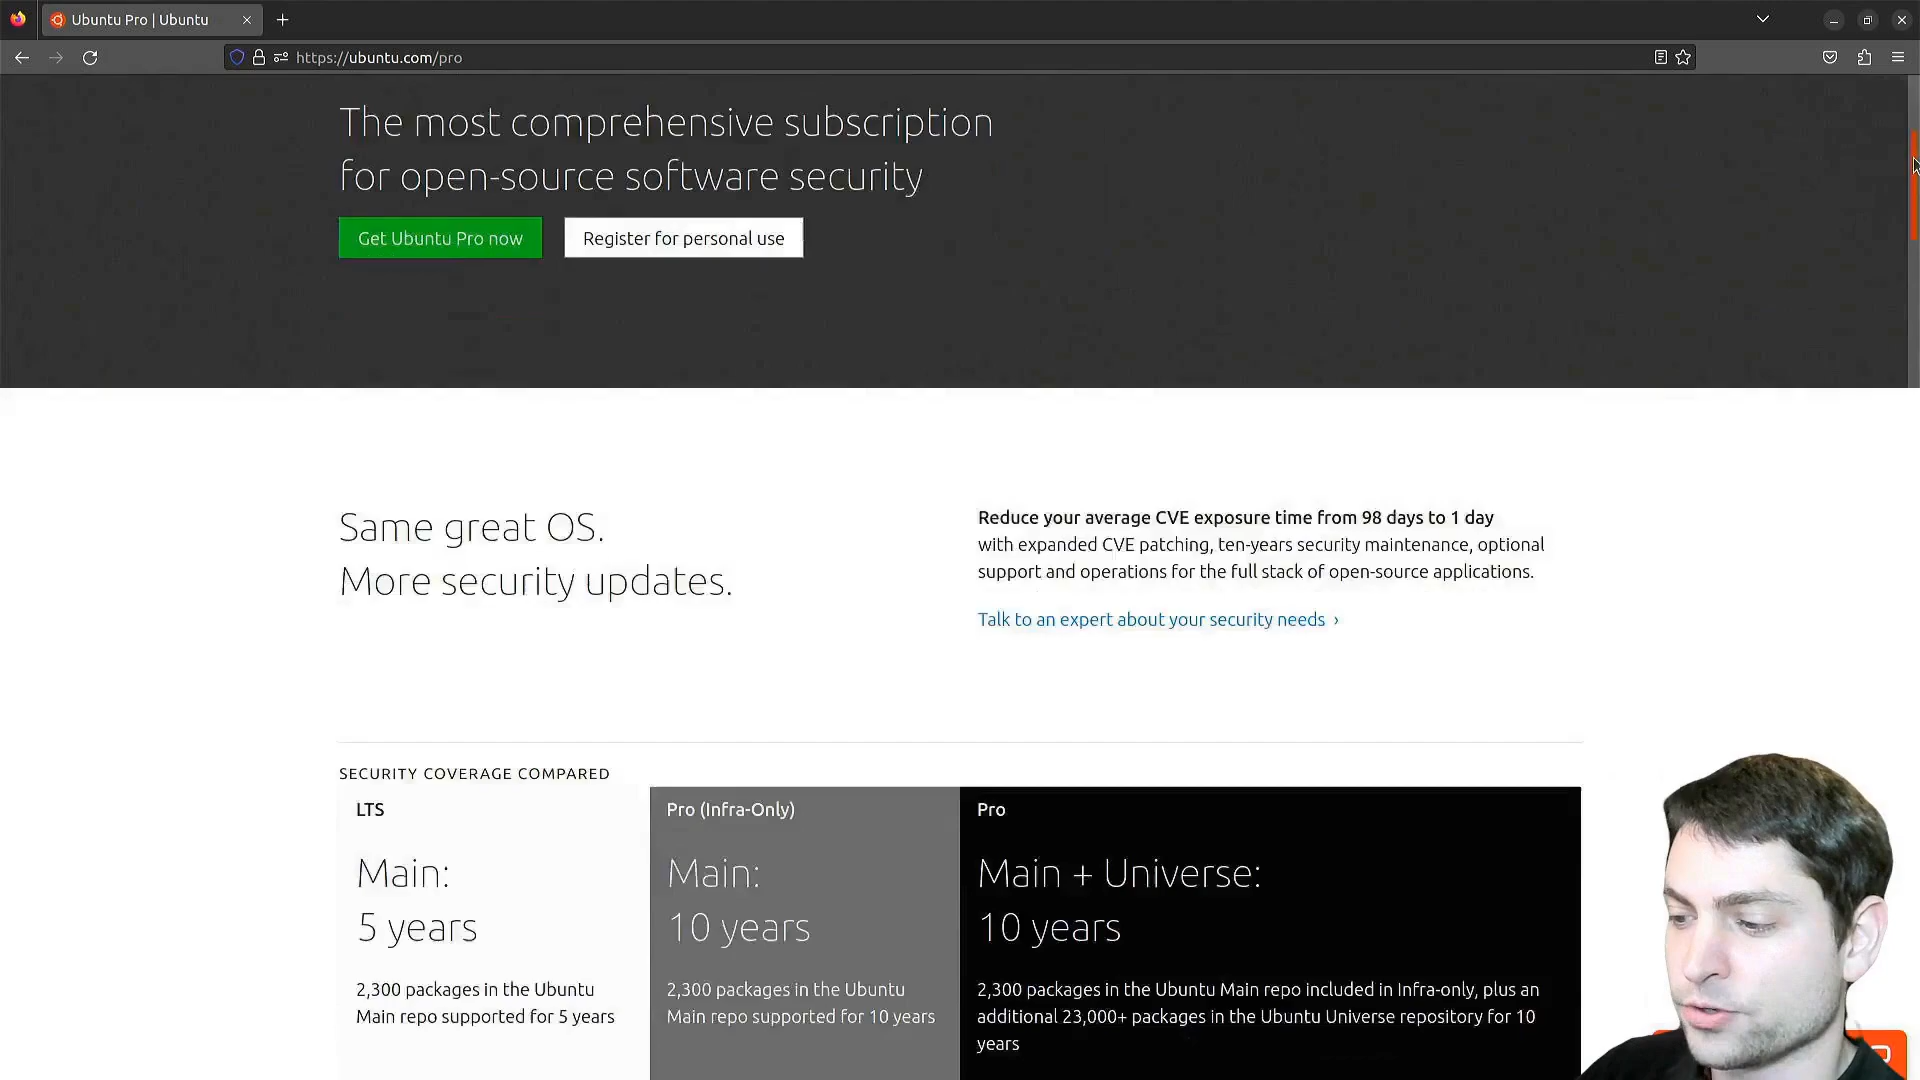 Ubuntu Pro | Ubuntu
https://ubuntu.com/pro
The most comprehensive subscription
for open-source software security
Get Ubuntu Pro now
Register for personal use
Same great OS.
More security updates.
Reduce your average CVE exposure time from 98 days to 1 day
with expanded CVE patching, ten-years security maintenance, optional
support and operations for the full stack of open-source applications.
Talk to an expert about your security needs ›
SECURITY COVERAGE COMPARED
LTS
Main:
5 years
2,300 packages in the Ubuntu
Main repo supported for 5 years
Pro (Infra-Only)
Main:
10 years
2,300 packages in the Ubuntu
Main repo supported for 10 years
Pro
Main + Universe:
10 years
2,300 packages in the Ubuntu Main repo included in Infra-only, plus an
additional 23,000+ packages in the Ubuntu Universe repository for 10
years